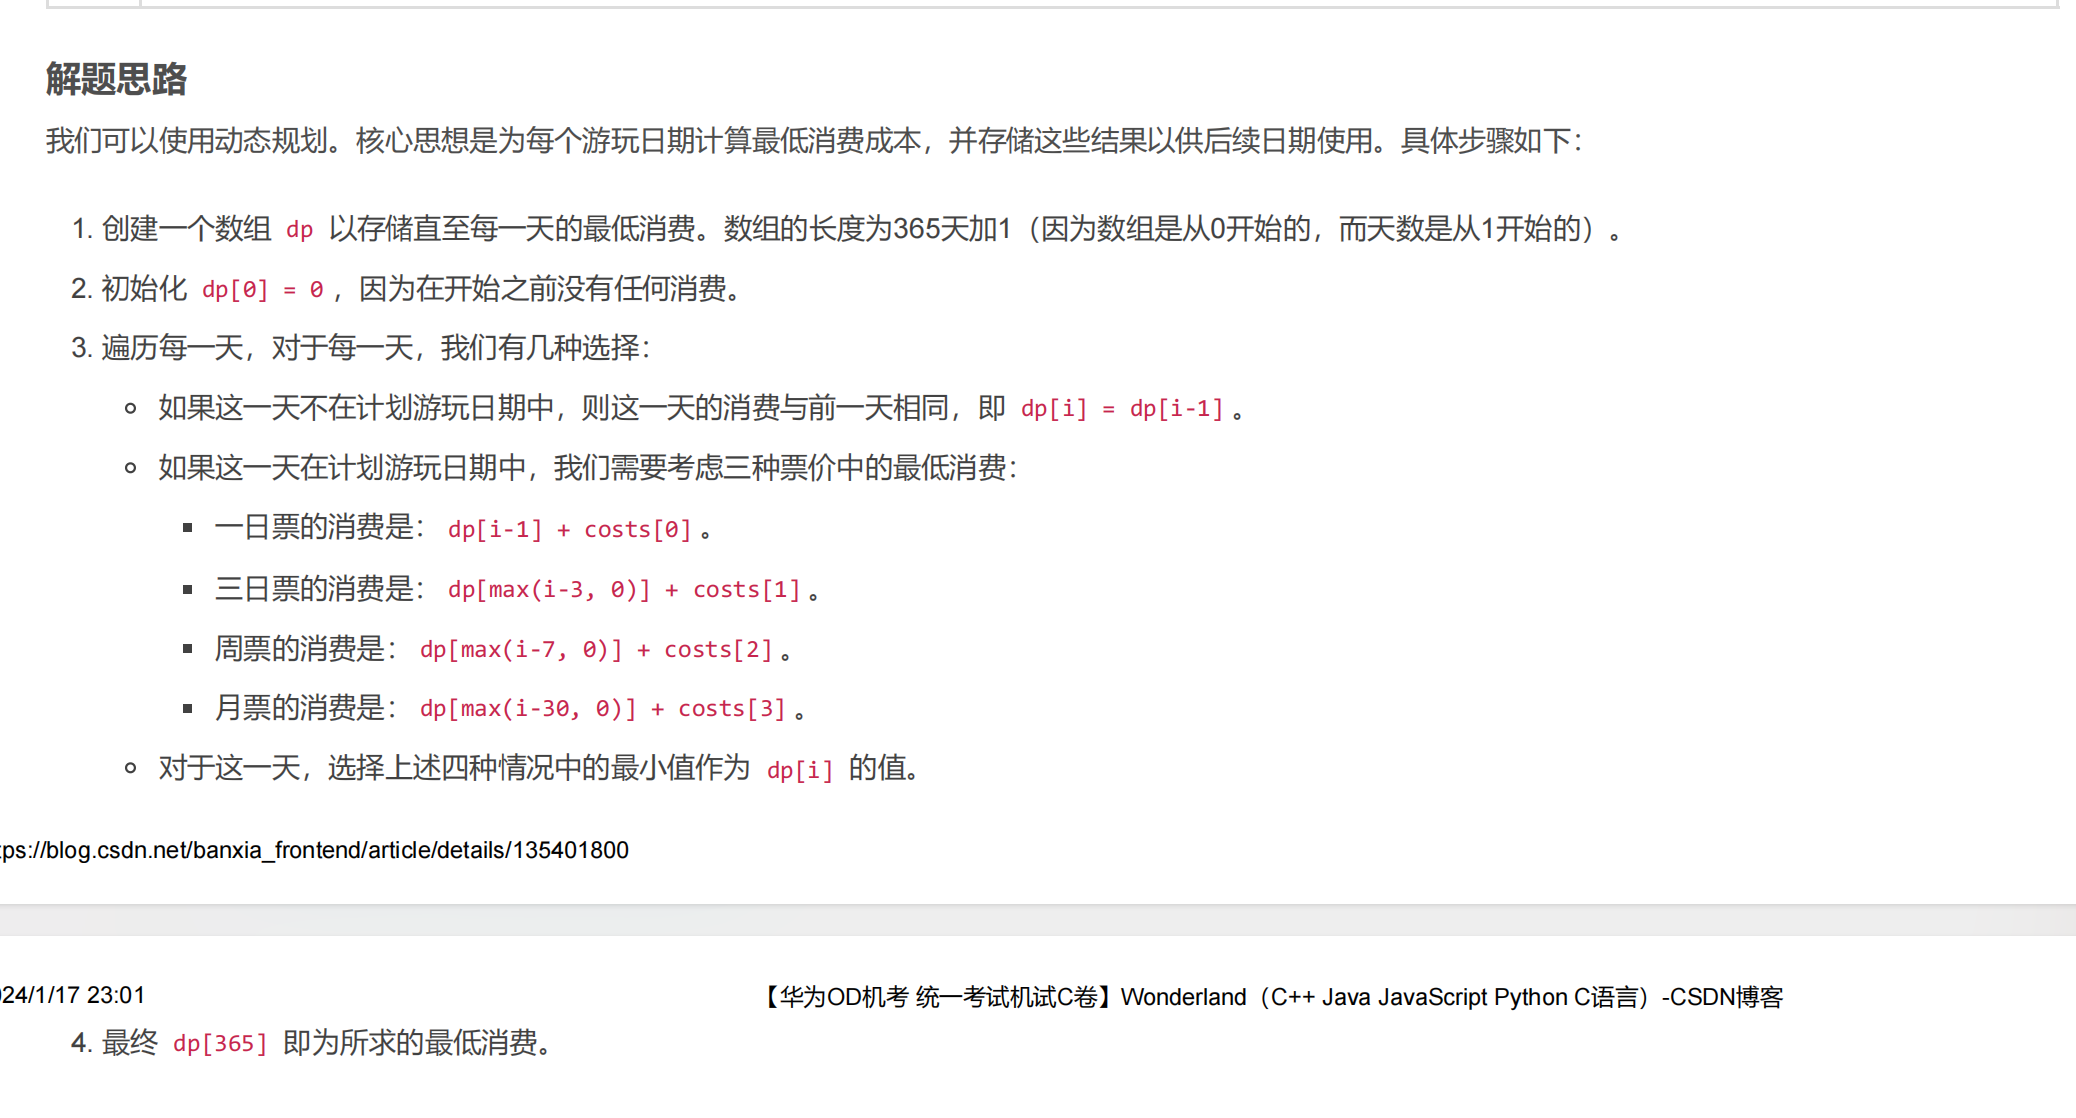 解题思路
我们可以使用动态规划。核心思想是为每个游玩日期计算最低消费成本，并存储这些结果以供后续日期使用。具体步骤如下：
1. 创建一个数组 dp 以存储直至每一天的最低消费。数组的长度为365天加1（因为数组是从0开始的，而天数是从1开始的）。
2. 初始化 dp[0] = 0 ，因为在开始之前没有任何消费。
3. 遍历每一天，对于每一天，我们有几种选择：
如果这一天不在计划游玩日期中，则这一天的消费与前一天相同，即 dp[i] = dp[i-1] 。
如果这一天在计划游玩日期中，我们需要考虑三种票价中的最低消费：
一日票的消费是： dp[i-1] + costs[0] 。
三日票的消费是： dp[max(i-3, 0)] + costs[1] 。
周票的消费是： dp[max(i-7, 0)] + costs[2] 。
月票的消费是： dp[max(i-30, 0)] + costs[3] 。
对于这一天，选择上述四种情况中的最小值作为 dp[i] 的值。
ps://blog.csdn.net/banxia_frontend/article/details/135401800
24/1/17 23:01 【华为OD机考 统一考试机试C卷】Wonderland（C++ Java JavaScript Python C语言）-CSDN博客
4. 最终 dp[365] 即为所求的最低消费。